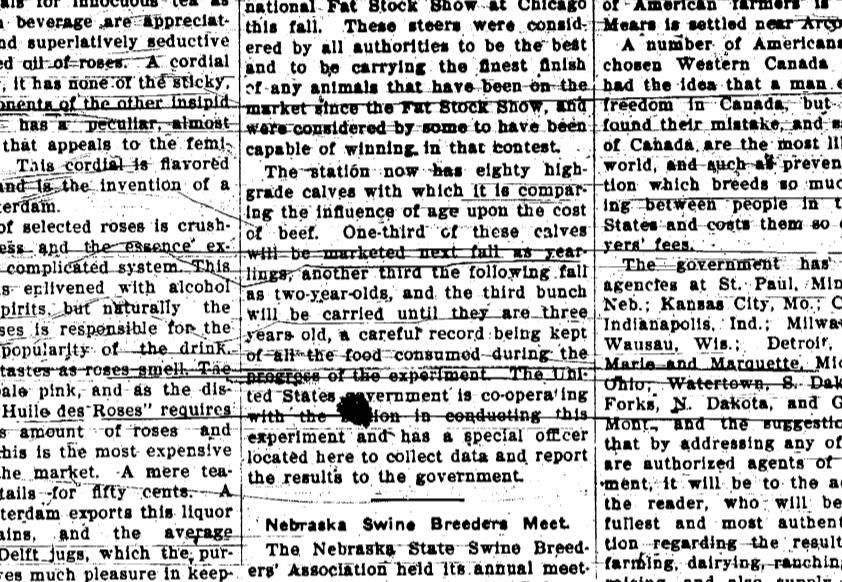 for innocuous tea as
beverage are appreciat-
nd superlatively seductive
ed oil of roses. A cordial
, it has none of the sticky,
onents of the other insipid
has a peculiar, almost
that appeals to the femi-
This cordial is flavored
and is the invention of a
terdam.
of selected roses is crush-
ess and the essence ex-
complicated system. This
s enlivened with alcohol
pirits, but naturally the
ses is responsible for the
popularity of the drink.
tastes as roses smell. The
ale pink, and as the dis-
Huile des Roses" requires
s amount of roses and
his is the most expensive
he market. A mere tea-
tails for fifty cents. A
terdam exports this liquor
ains, and the average
Delft jugs, which the pur-
es much pleasure in keep-
national Fat Stock Show at Chicago
this fall. These steers were consid-
ered by all authorities to be the best
and to be carrying the finest finish
of any animals that have been on the
market since the Fat Stock Show, and
were considered by some to have been
capable of winning in that contest.
The station now has eighty high-
grade calves with which it is compar-
ing the influence of age upon the cost
of beef. One-third of these calves
will be marketed next fall as year-
lings, another third the following fall
as two-year-olds, and the third bunch
will be carried until they are three
years old, a careful record being kept
of all the food consumed during the
progress of the experiment. The Uni-
ted States government is co-operating
with the tion in conducting this
experiment and has a special officer
located here to collect data and report
the results to the government.
Nebraska Swine Breeders Meet.
The Nebraska State Swine Breed-
ers' Association held its annual meet-
of American farmers is
Mears is settled near Arco
A number of Americans
chosen Western Canada
had the idea that a man e
freedom in Canada, but
found their mistake, and s
of Canada are the most li
world, and such as preven
tion which breeds so muc
ing between people in t
States and costs them so
yers' fees.
The government has
agencies at St. Paul, Min
Neb.; Kansas City, Mo.; C
Indianapolis, Ind.; Milwa
Wausau, Wis.; Detroit,
Marie and Marquette, Mic
Ohio; Watertown, S. Dak
Forks, N. Dakota, and G
Mont., and the suggestio
that by addressing any of
are authorized agents of
ment, it will be to the a
the reader, who will be
fullest and most authent
tion regarding the result
farming, dairying, ranching
raising and also supply